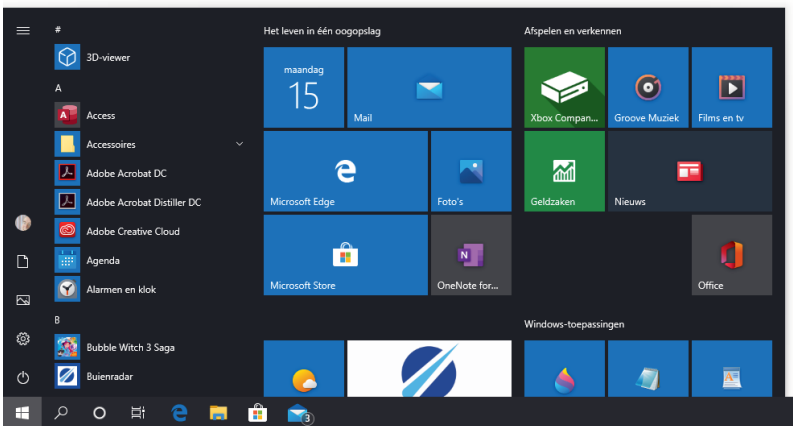 #
3D-viewer
A
Access
Accessoires
Adobe Acrobat DC
Adobe Acrobat Distiller DC
Adobe Creative Cloud
Agenda
Alarmen en klok
B
Bubble Witch 3 Saga
Buienradar
Het leven in één oogopslag
maandag
15
Mail
Microsoft Edge
Foto's
Microsoft Store
OneNote for...
Afspelen en verkennen
Xbox Compan...
Groove Muziek
Films en tv
Geldzaken
Nieuws
Office
Windows-toepassingen
3